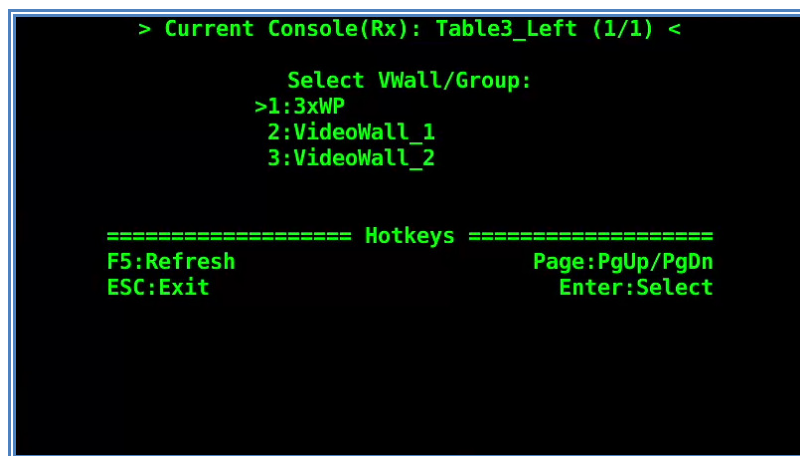 > Current Console(Rx): Table3_Left (1/1) <
Select VWall/Group:
>1:3xWP
2:VideoWall_1
3:VideoWall_2
=================== Hotkeys ===================
F5:Refresh Page:PgUp/PgDn
ESC:Exit Enter:Select